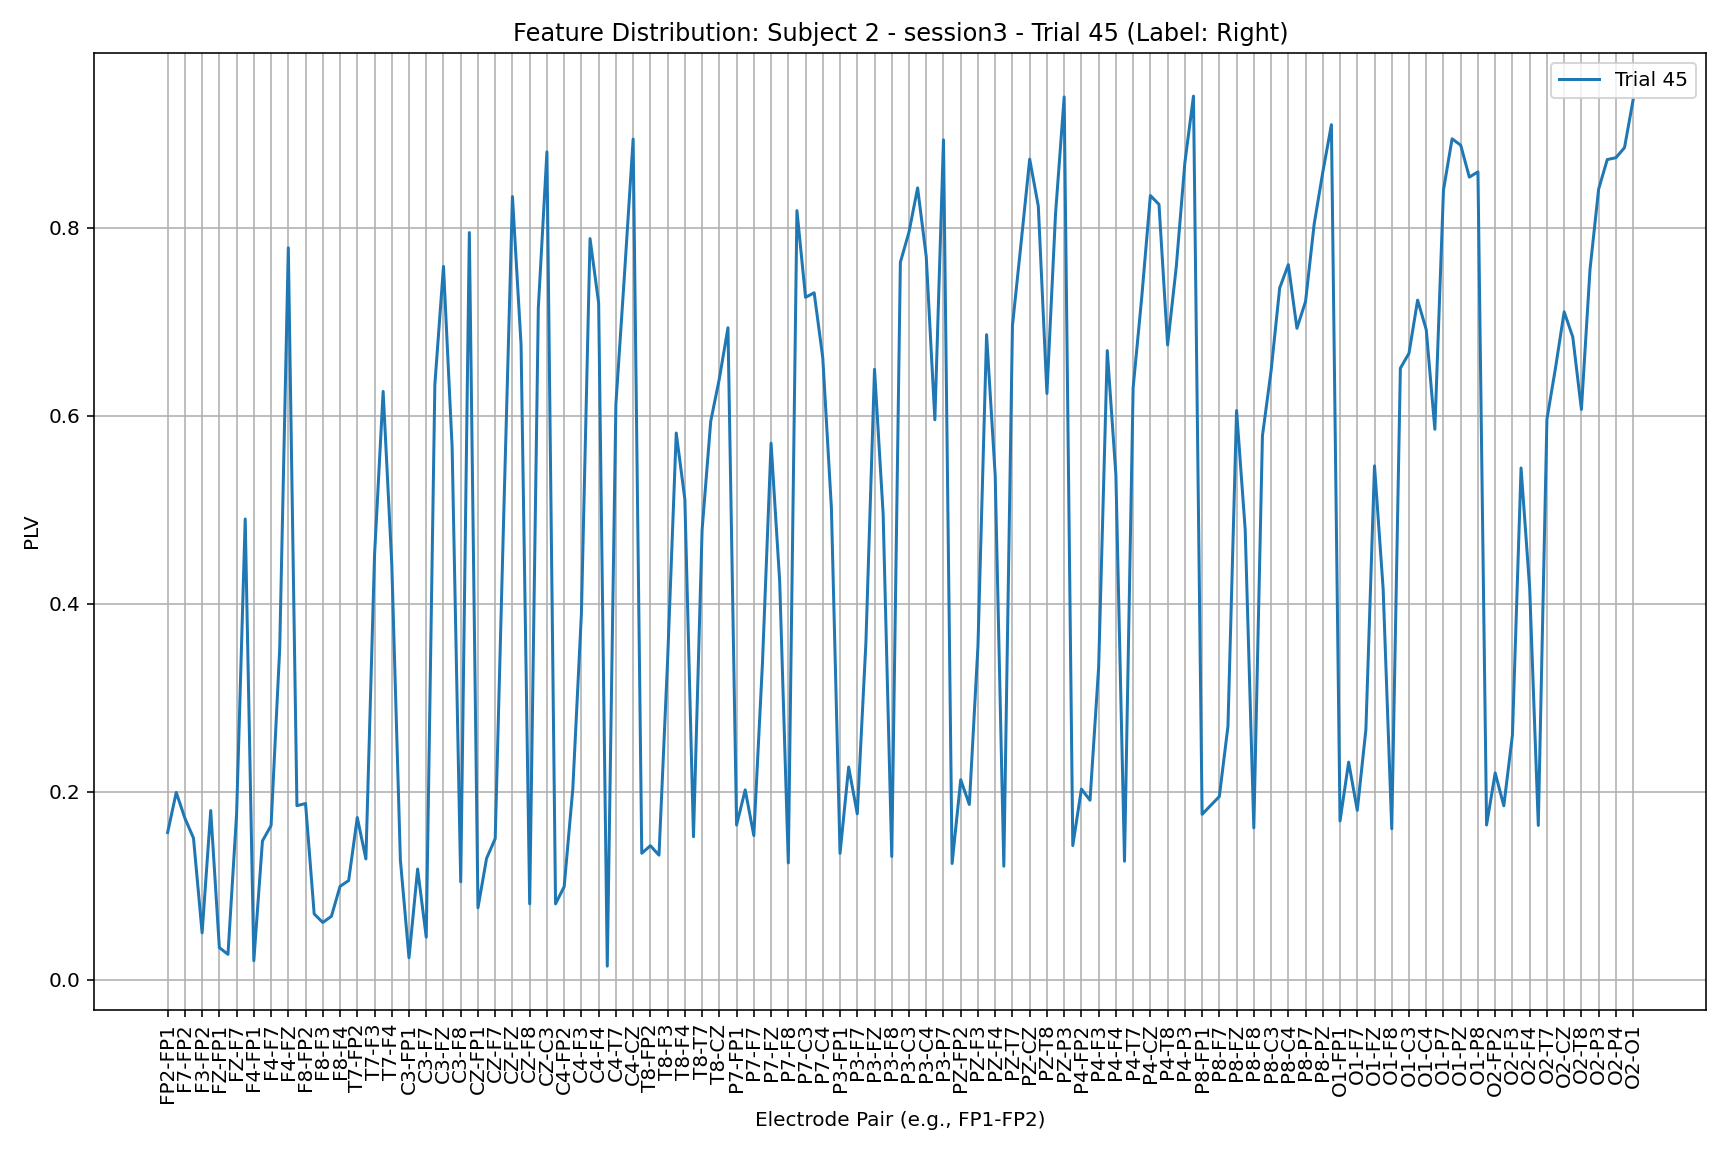 Feature Distribution: Subject 2 - session3 - Trial 45 (Label: Right)
Trial 45
PLV
0.8
0.6
0.4
0.2
0.0
FP2-FP1
F7-FP2
F3-FP2
FZ-FP1
FZ-F7
F4-FP1
F4-F7
F4-FZ
F8-FP2
F8-F3
F8-F4
T7-FP2
T7-F3
T7-F4
C3-FP1
C3-F7
C3-FZ
C3-F8
CZ-FP1
CZ-F7
CZ-FZ
CZ-F8
CZ-C3
C4-FP2
C4-F3
C4-F4
C4-T7
C4-CZ
T8-FP2
T8-F3
T8-F4
T8-T7
T8-CZ
P7-FP1
P7-F7
P7-FZ
P7-F8
P7-C3
P7-C4
P3-FP1
P3-F7
P3-FZ
P3-F8
P3-C3
P3-C4
P3-P7
PZ-FP2
PZ-F3
PZ-F4
PZ-T7
PZ-CZ
PZ-T8
PZ-P3
P4-FP2
P4-F3
P4-F4
P4-T7
P4-CZ
P4-T8
P4-P3
P8-FP1
P8-F7
P8-FZ
P8-F8
P8-C3
P8-C4
P8-P7
P8-PZ
O1-FP1
O1-F7
O1-FZ
O1-F8
O1-C3
O1-C4
O1-P7
O1-PZ
O1-P8
O2-FP2
O2-F3
O2-F4
O2-T7
O2-CZ
O2-T8
O2-P3
O2-P4
O2-O1
Electrode Pair (e.g., FP1-FP2)